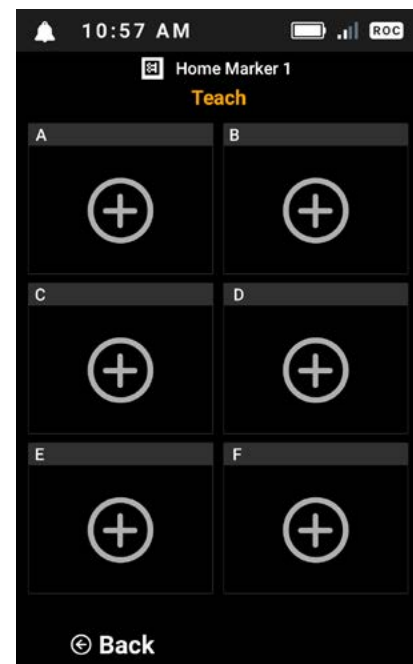 10:57 AM ROC
Home Marker 1
Teach
A B
C D
E F
Back